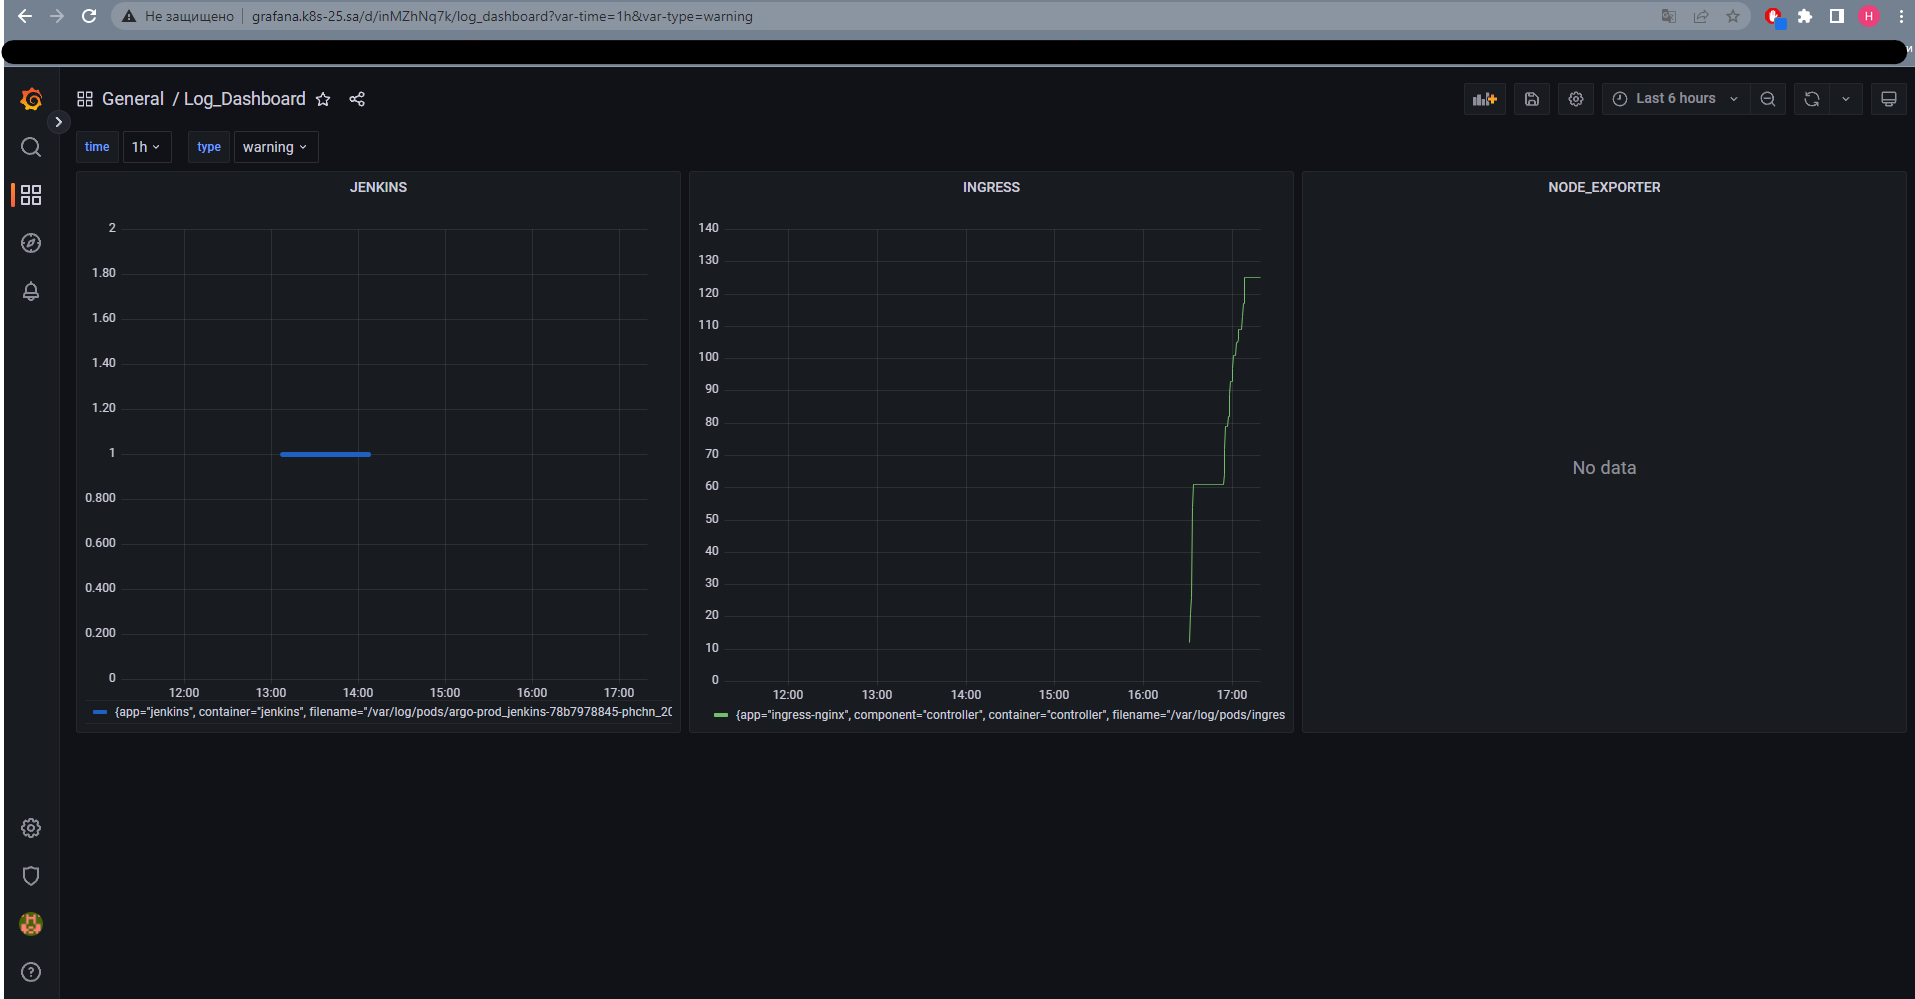 Не защищено grafana.k8s-25.sa/d/inMZhNq7k/log_dashboard?var-time=1h&var-type=warning
H
и
General / Log_Dashboard
Last 6 hours
time 1h type warning
JENKINS
2
1.80
1.60
1.40
1.20
1
0.800
0.600
0.400
0.200
0
12:00 13:00 14:00 15:00 16:00 17:00
{app="jenkins", container="jenkins", filename="/var/log/pods/argo-prod_jenkins-78b7978845-phchn_20
INGRESS
140
130
120
110
100
90
80
70
60
50
40
30
20
10
0
12:00 13:00 14:00 15:00 16:00 17:00
{app="ingress-nginx", component="controller", container="controller", filename="/var/log/pods/ingres
NODE_EXPORTER
No data